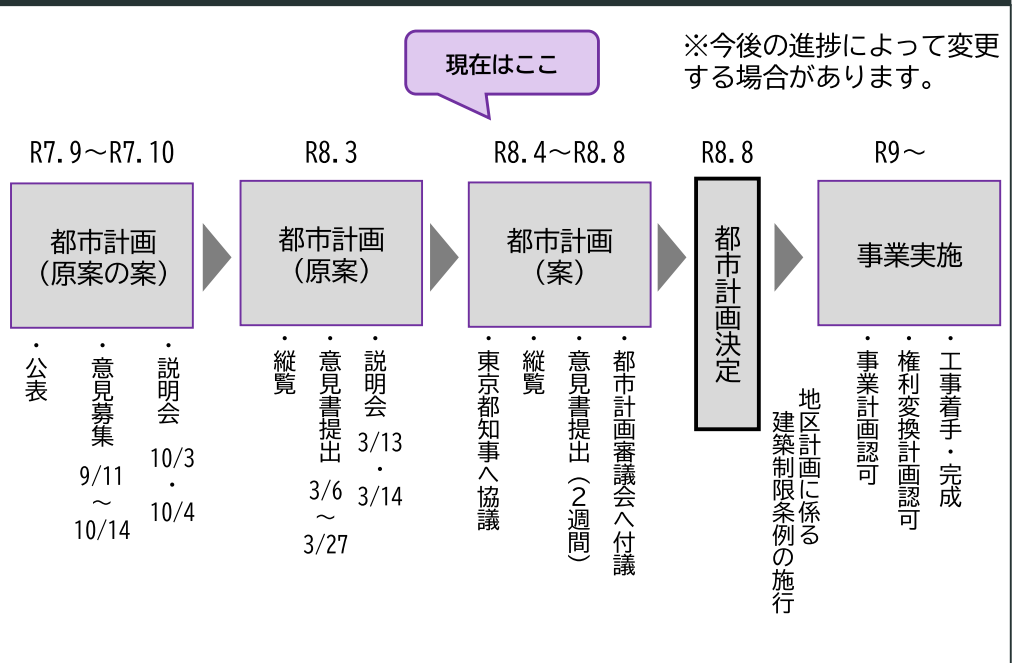 現在はここ
※今後の進捗によって変更
する場合があります。
R7.9～R7.10
都市計画
（原案の案）
・公表
・意見募集
9/11
～
10/14
・説明会
10/3
・
10/4
R8.3
都市計画
（原案）
・縦覧
・意見書提出
3/6
～
3/27
・説明会
3/13
・
3/14
R8.4～R8.8
都市計画
（案）
・東京都知事へ協議
・縦覧
・意見書提出（２週間）
・都市計画審議会へ付議
R8.8
都市計画決定
地区計画に係る
建築制限条例の施行
R9～
事業実施
・事業計画認可
・権利変換計画認可
・工事着手・完成